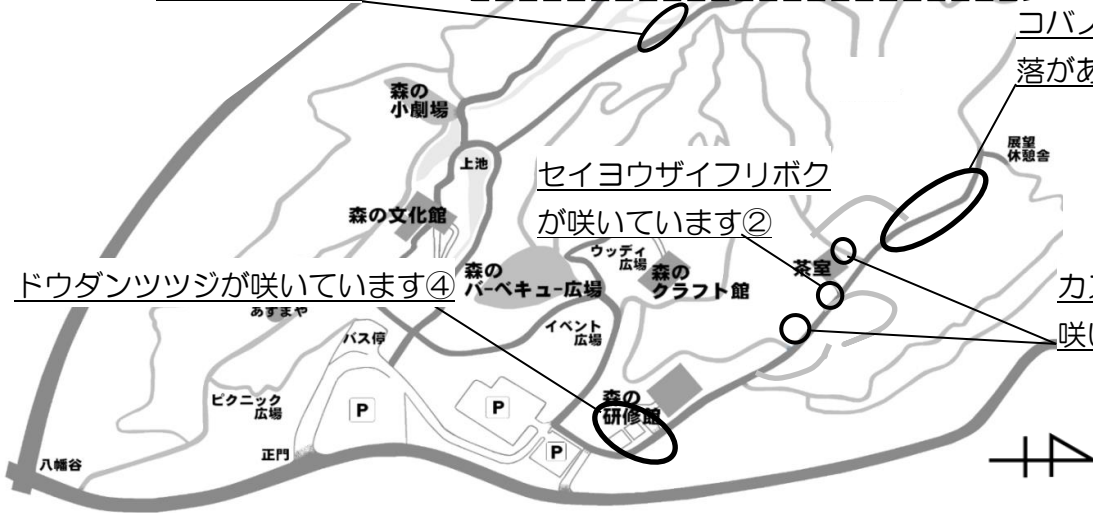 コバノ
落があ
森の
小劇場
展望
休憩舎
上池
セイヨウザイフリボク
が咲いています②
森の文化館
ウッディ
広場
森の
クラフト館
茶室
森の
バーベキュー広場
ドウダンツツジが咲いています④
あずまや
カス
咲い
バス停
イベント
広場
ピクニック
広場
P
P
森の
研修館
P
正門
八幡谷